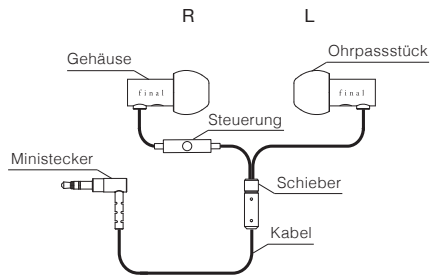 R L
Gehäuse
Ohrpassstück
final
final
Steuerung
Ministecker
Schieber
Kabel